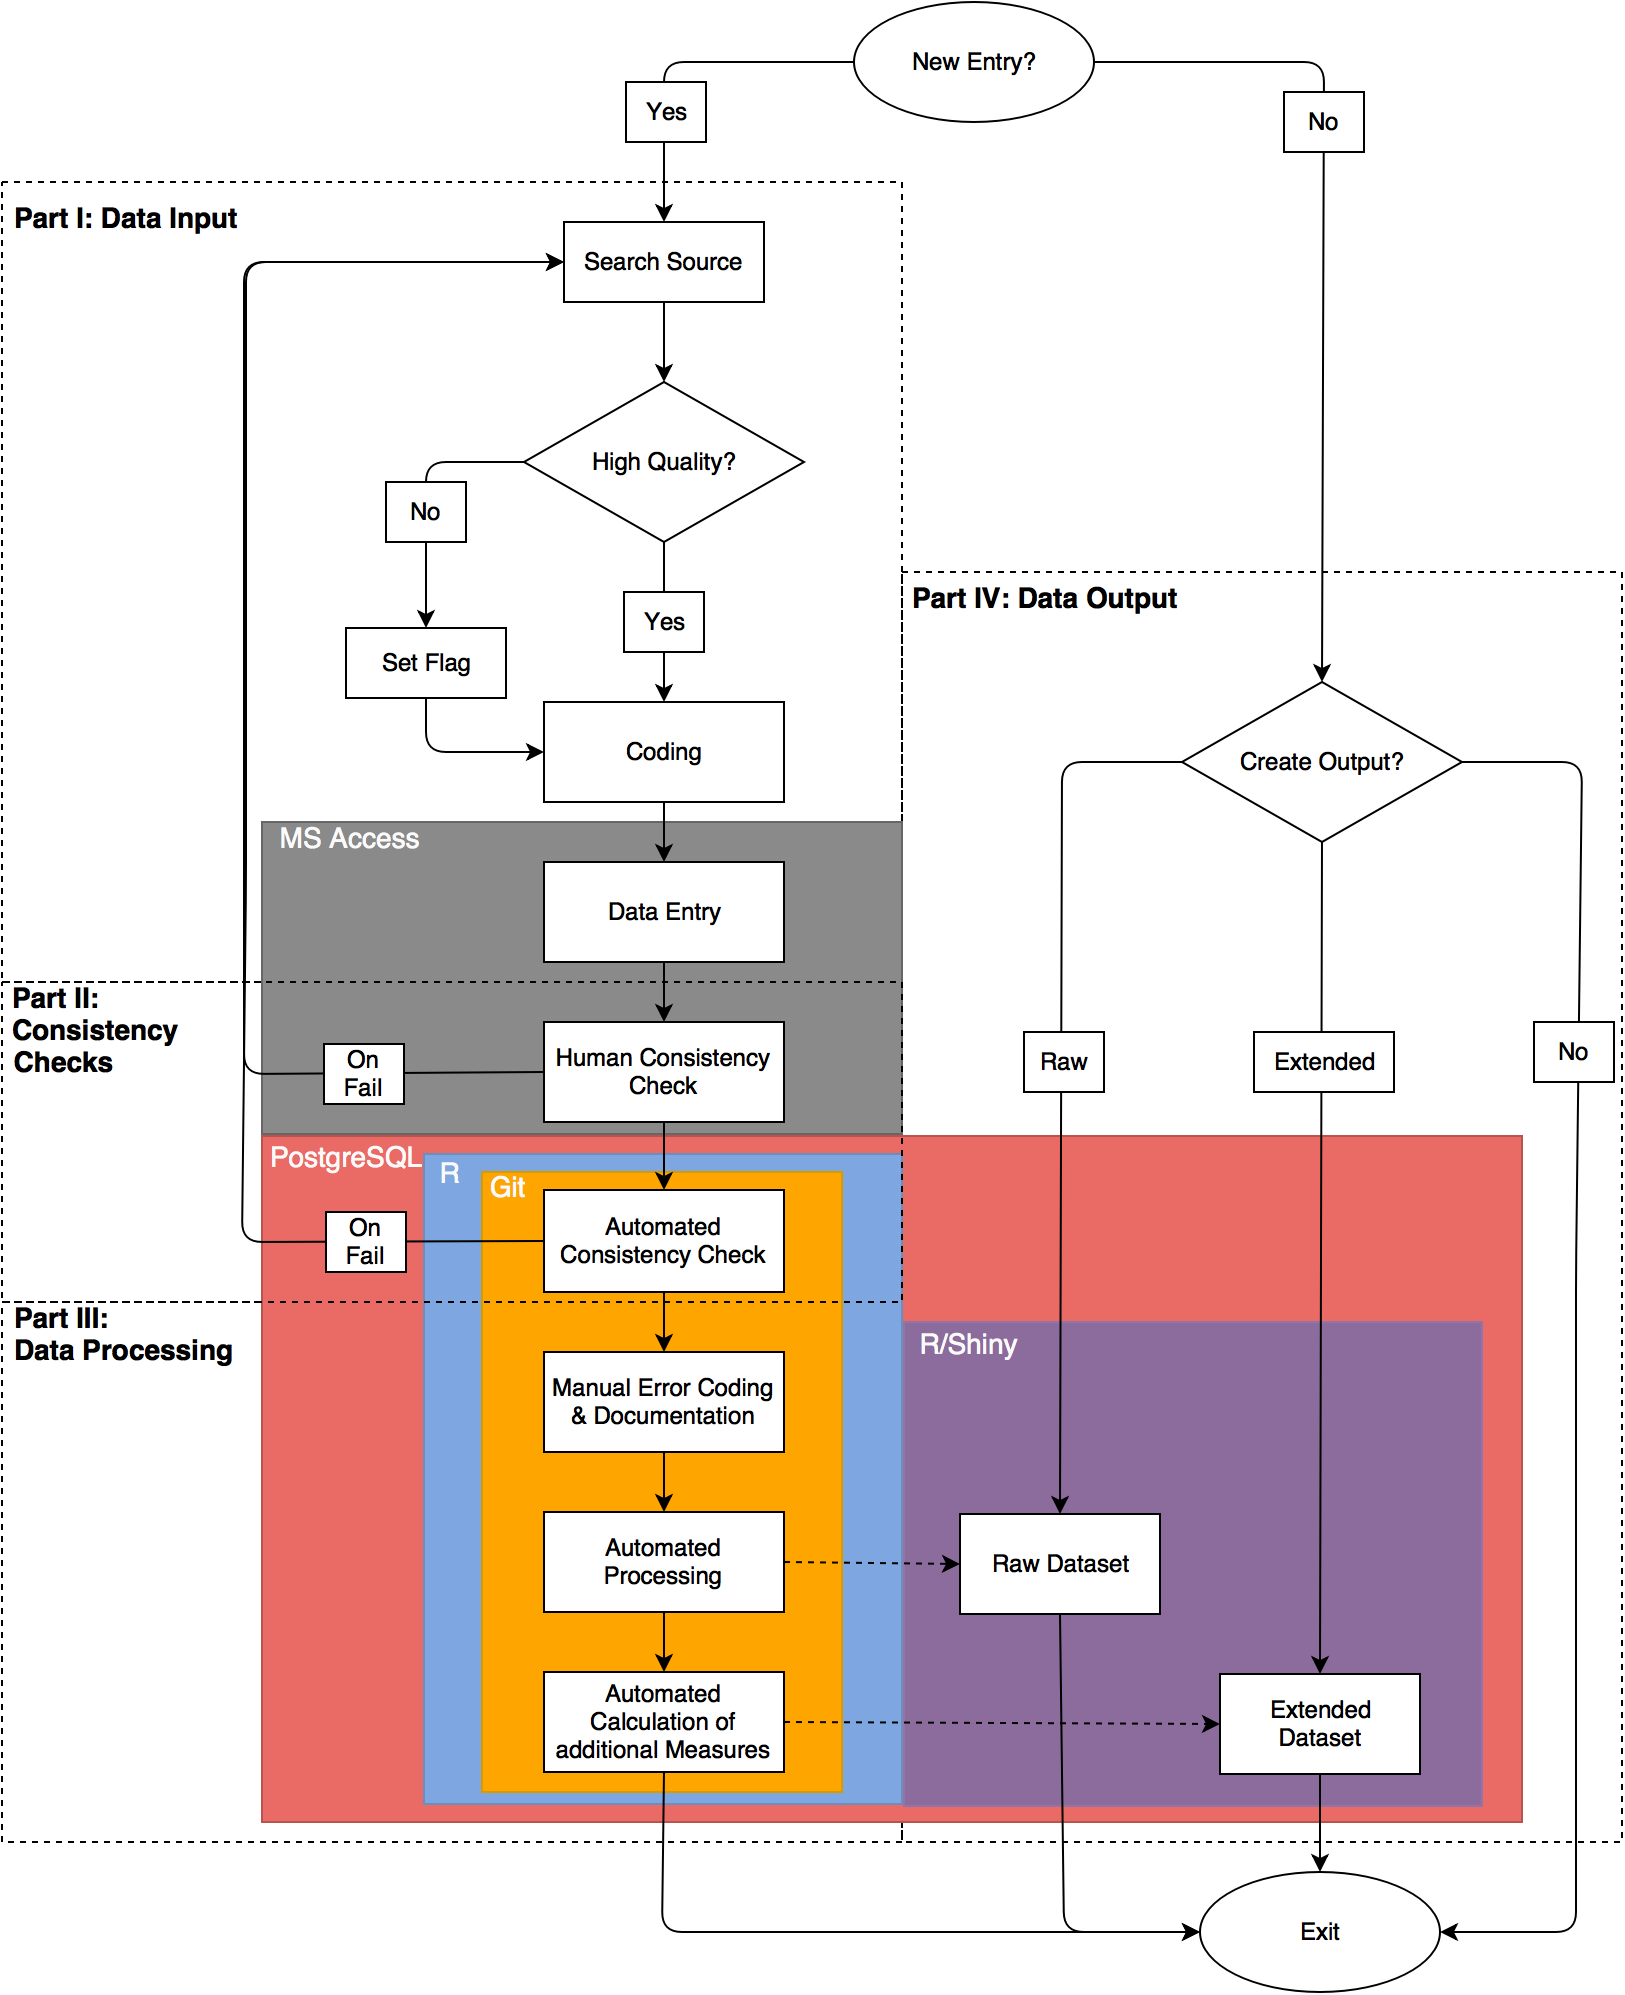 New Entry?
Yes
No
Part I: Data Input
Search Source
High Quality?
No
Yes
Set Flag
Coding
Part IV: Data Output
Create Output?
MS Access
Data Entry
Part II:
Consistency
Checks
Human Consistency
Check
On
Fail
Raw
Extended
No
PostgreSQL
R
Git
Automated
Consistency Check
On
Fail
Part III:
Data Processing
R/Shiny
Manual Error Coding
& Documentation
Automated
Processing
Raw Dataset
Automated
Calculation of
additional Measures
Extended
Dataset
Exit